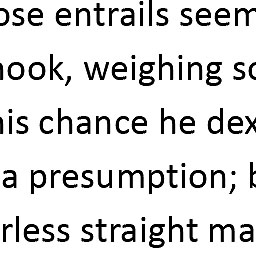 ose entrails seem
hook, weighing so
his chance he dex
a presumption; b
rless straight ma